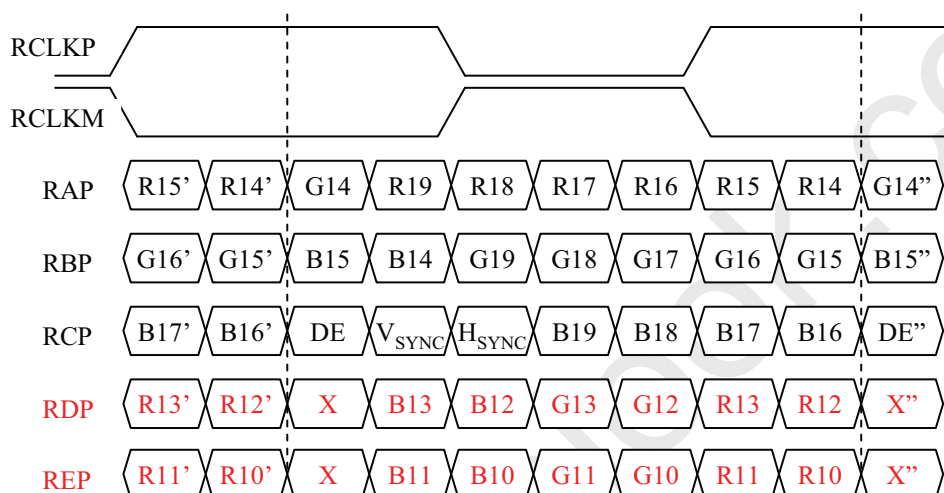 RCLKP
RCLKM
RAP R15’ R14’ G14 R19 R18 R17 R16 R15 R14 G14”
RBP G16’ G15’ B15 B14 G19 G18 G17 G16 G15 B15”
RCP B17’ B16’ DE VSYNC HSYNC B19 B18 B17 B16 DE”
RDP R13’ R12’ X B13 B12 G13 G12 R13 R12 X”
REP R11’ R10’ X B11 B10 G11 G10 R11 R10 X”